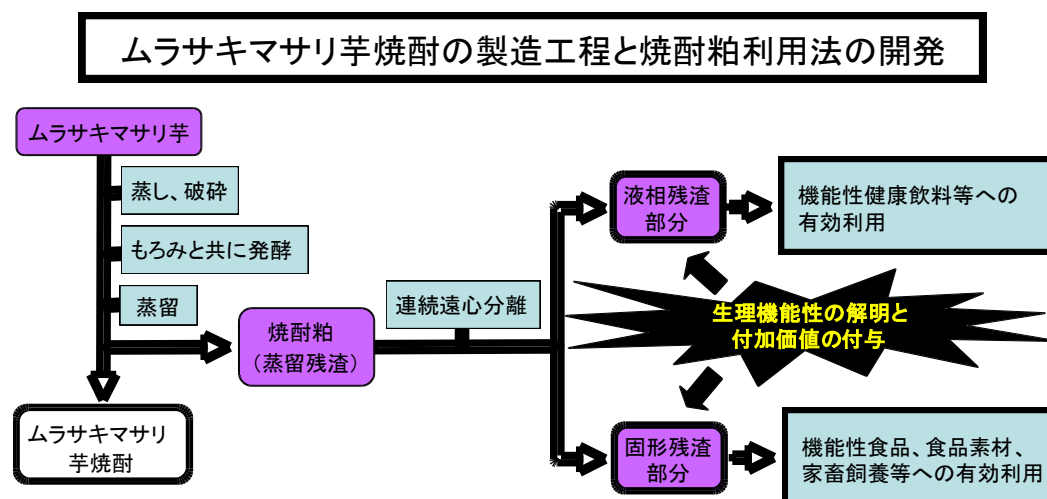 ムラサキマサリ芋焼酎の製造工程と焼酎粕利用法の開発
ムラサキマサリ芋
蒸し、破砕
もろみと共に発酵
蒸留
焼酎粕
（蒸留残渣）
連続遠心分離
ムラサキマサリ
芋焼酎
液相残渣
部分
機能性健康飲料等への
有効利用
生理機能性の解明と
付加価値の付与
固形残渣
部分
機能性食品、食品素材、
家畜飼養等への有効利用